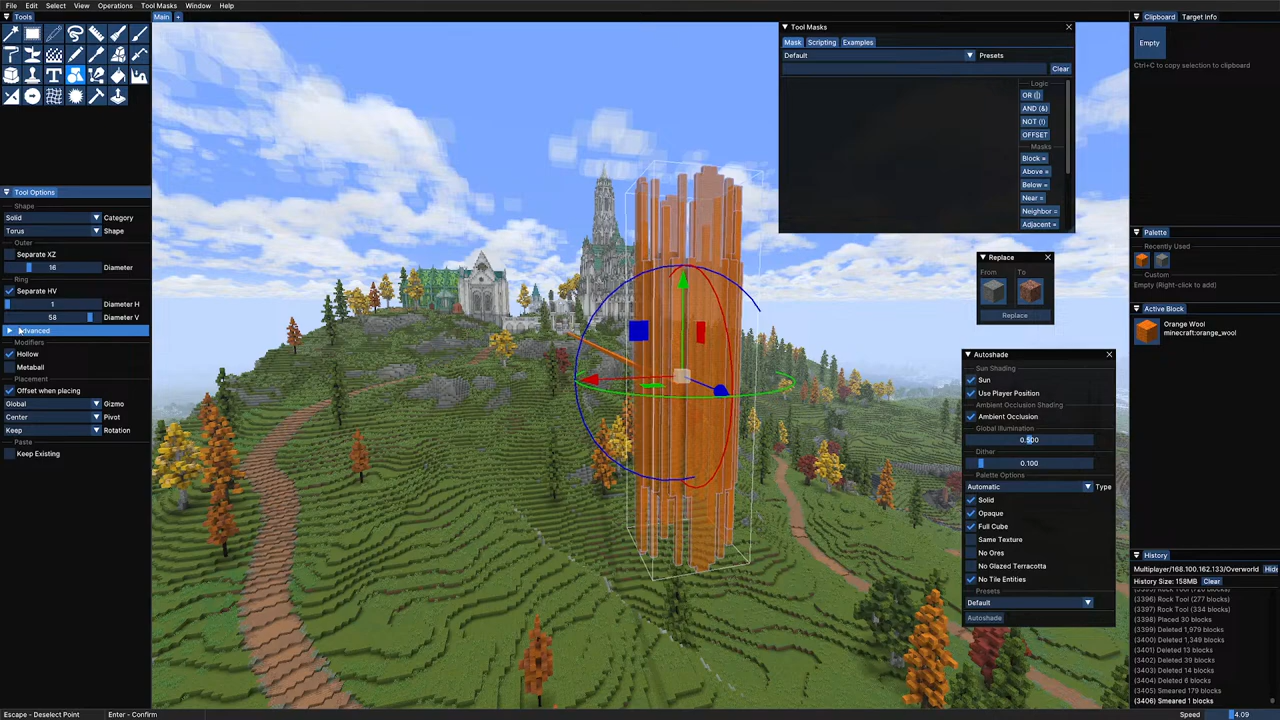 File Edit Select View Operations Tool Masks Window Help
Tools
Main +
Tool Options
Shape
Solid Category
Torus Shape
Outer
Separate XZ
16 Diameter
Ring
Separate HV
1 Diameter H
58 Diameter V
Advanced
Modifiers
Hollow
Metaball
Placement
Offset when placing
Global Gizmo
Center Pivot
Keep Rotation
Paste
Keep Existing
Tool Masks
Mask Scripting Examples
Default Presets
Clear
Logic
OR (|)
AND (&)
NOT (!)
OFFSET
Masks
Block =
Above =
Below =
Near =
Neighbor =
Adjacent =
Replace
From To
Replace
Autoshade
Sun Shading
Sun
Use Player Position
Ambient Occlusion Shading
Ambient Occlusion
Global Illumination
0.500
Dither
0.100
Palette Options
Automatic Type
Solid
Opaque
Full Cube
Same Texture
No Ores
No Glazed Terracotta
No Tile Entities
Presets
Default
Autoshade
Clipboard Target Info
Empty
Ctrl+C to copy selection to clipboard
Palette
Recently Used
Custom
Empty (Right-click to add)
Active Block
Orange Wool
minecraft:orange_wool
History
Multiplayer/168.100.162.133/Overworld Hide
History Size: 158MB Clear
(3396) Rock Tool (277 blocks)
(3397) Rock Tool (334 blocks)
(3398) Placed 30 blocks
(3399) Deleted 1,979 blocks
(3400) Deleted 1,349 blocks
(3401) Deleted 13 blocks
(3402) Deleted 39 blocks
(3403) Deleted 14 blocks
(3404) Deleted 6 blocks
(3405) Smeared 179 blocks
(3406) Smeared 1 blocks
Escape - Deselect Point Enter - Confirm
Speed 4.09